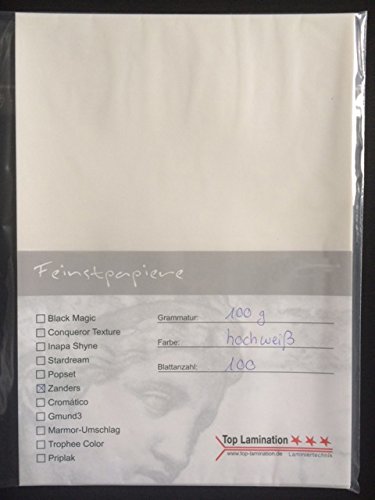 Feinstpapiere
Black Magic
Conqueror Texture
Inapa Shyne
Stardream
Popset
Zanders
Cromático
Gmund3
Marmor-Umschlag
Trophee Color
Priplak
Grammatur: 100 g
Farbe: hochweiß
Blattanzahl: 100
Top Lamination
www.top-lamination.de Laminiertechnik